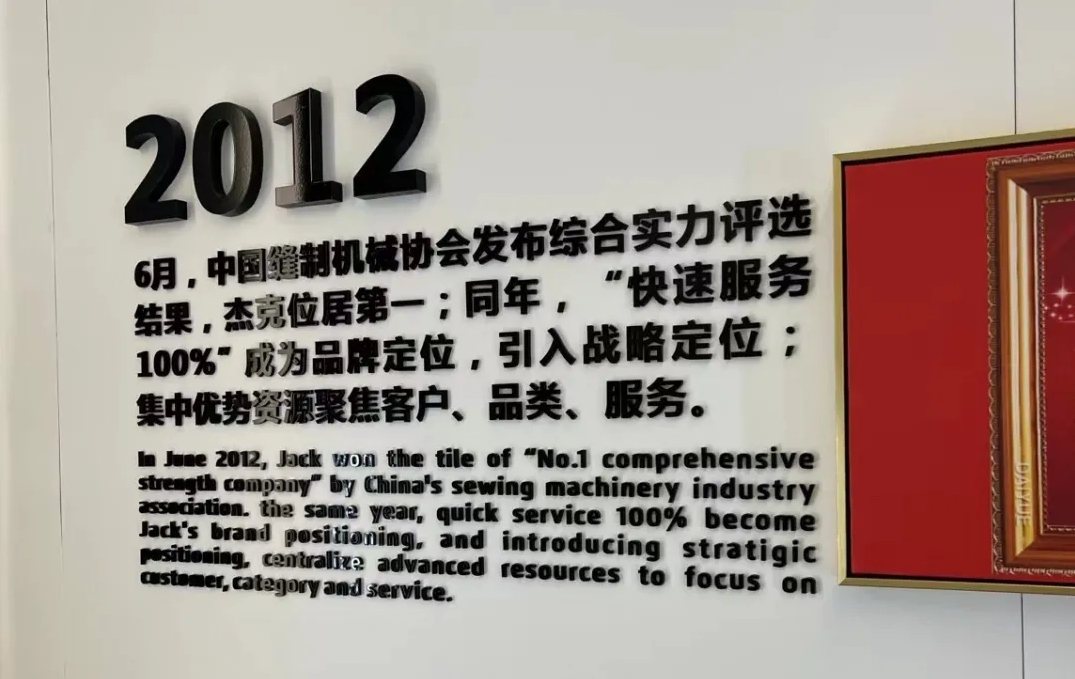 2012
6月，中国缝制机械协会发布综合实力评选
结果，杰克位居第一；同年，“快速服务
100%”成为品牌定位，引入战略定位；
集中优势资源聚焦客户、品类、服务。
In June 2012, Jack won the tile of “No.1 comprehensive
strength company” by China's sewing machinery industry
association. the same year, quick service 100% become
Jack's brand positioning, and introducing stratigic
positioning, centralize advanced resources to focus on
customer, category and service.